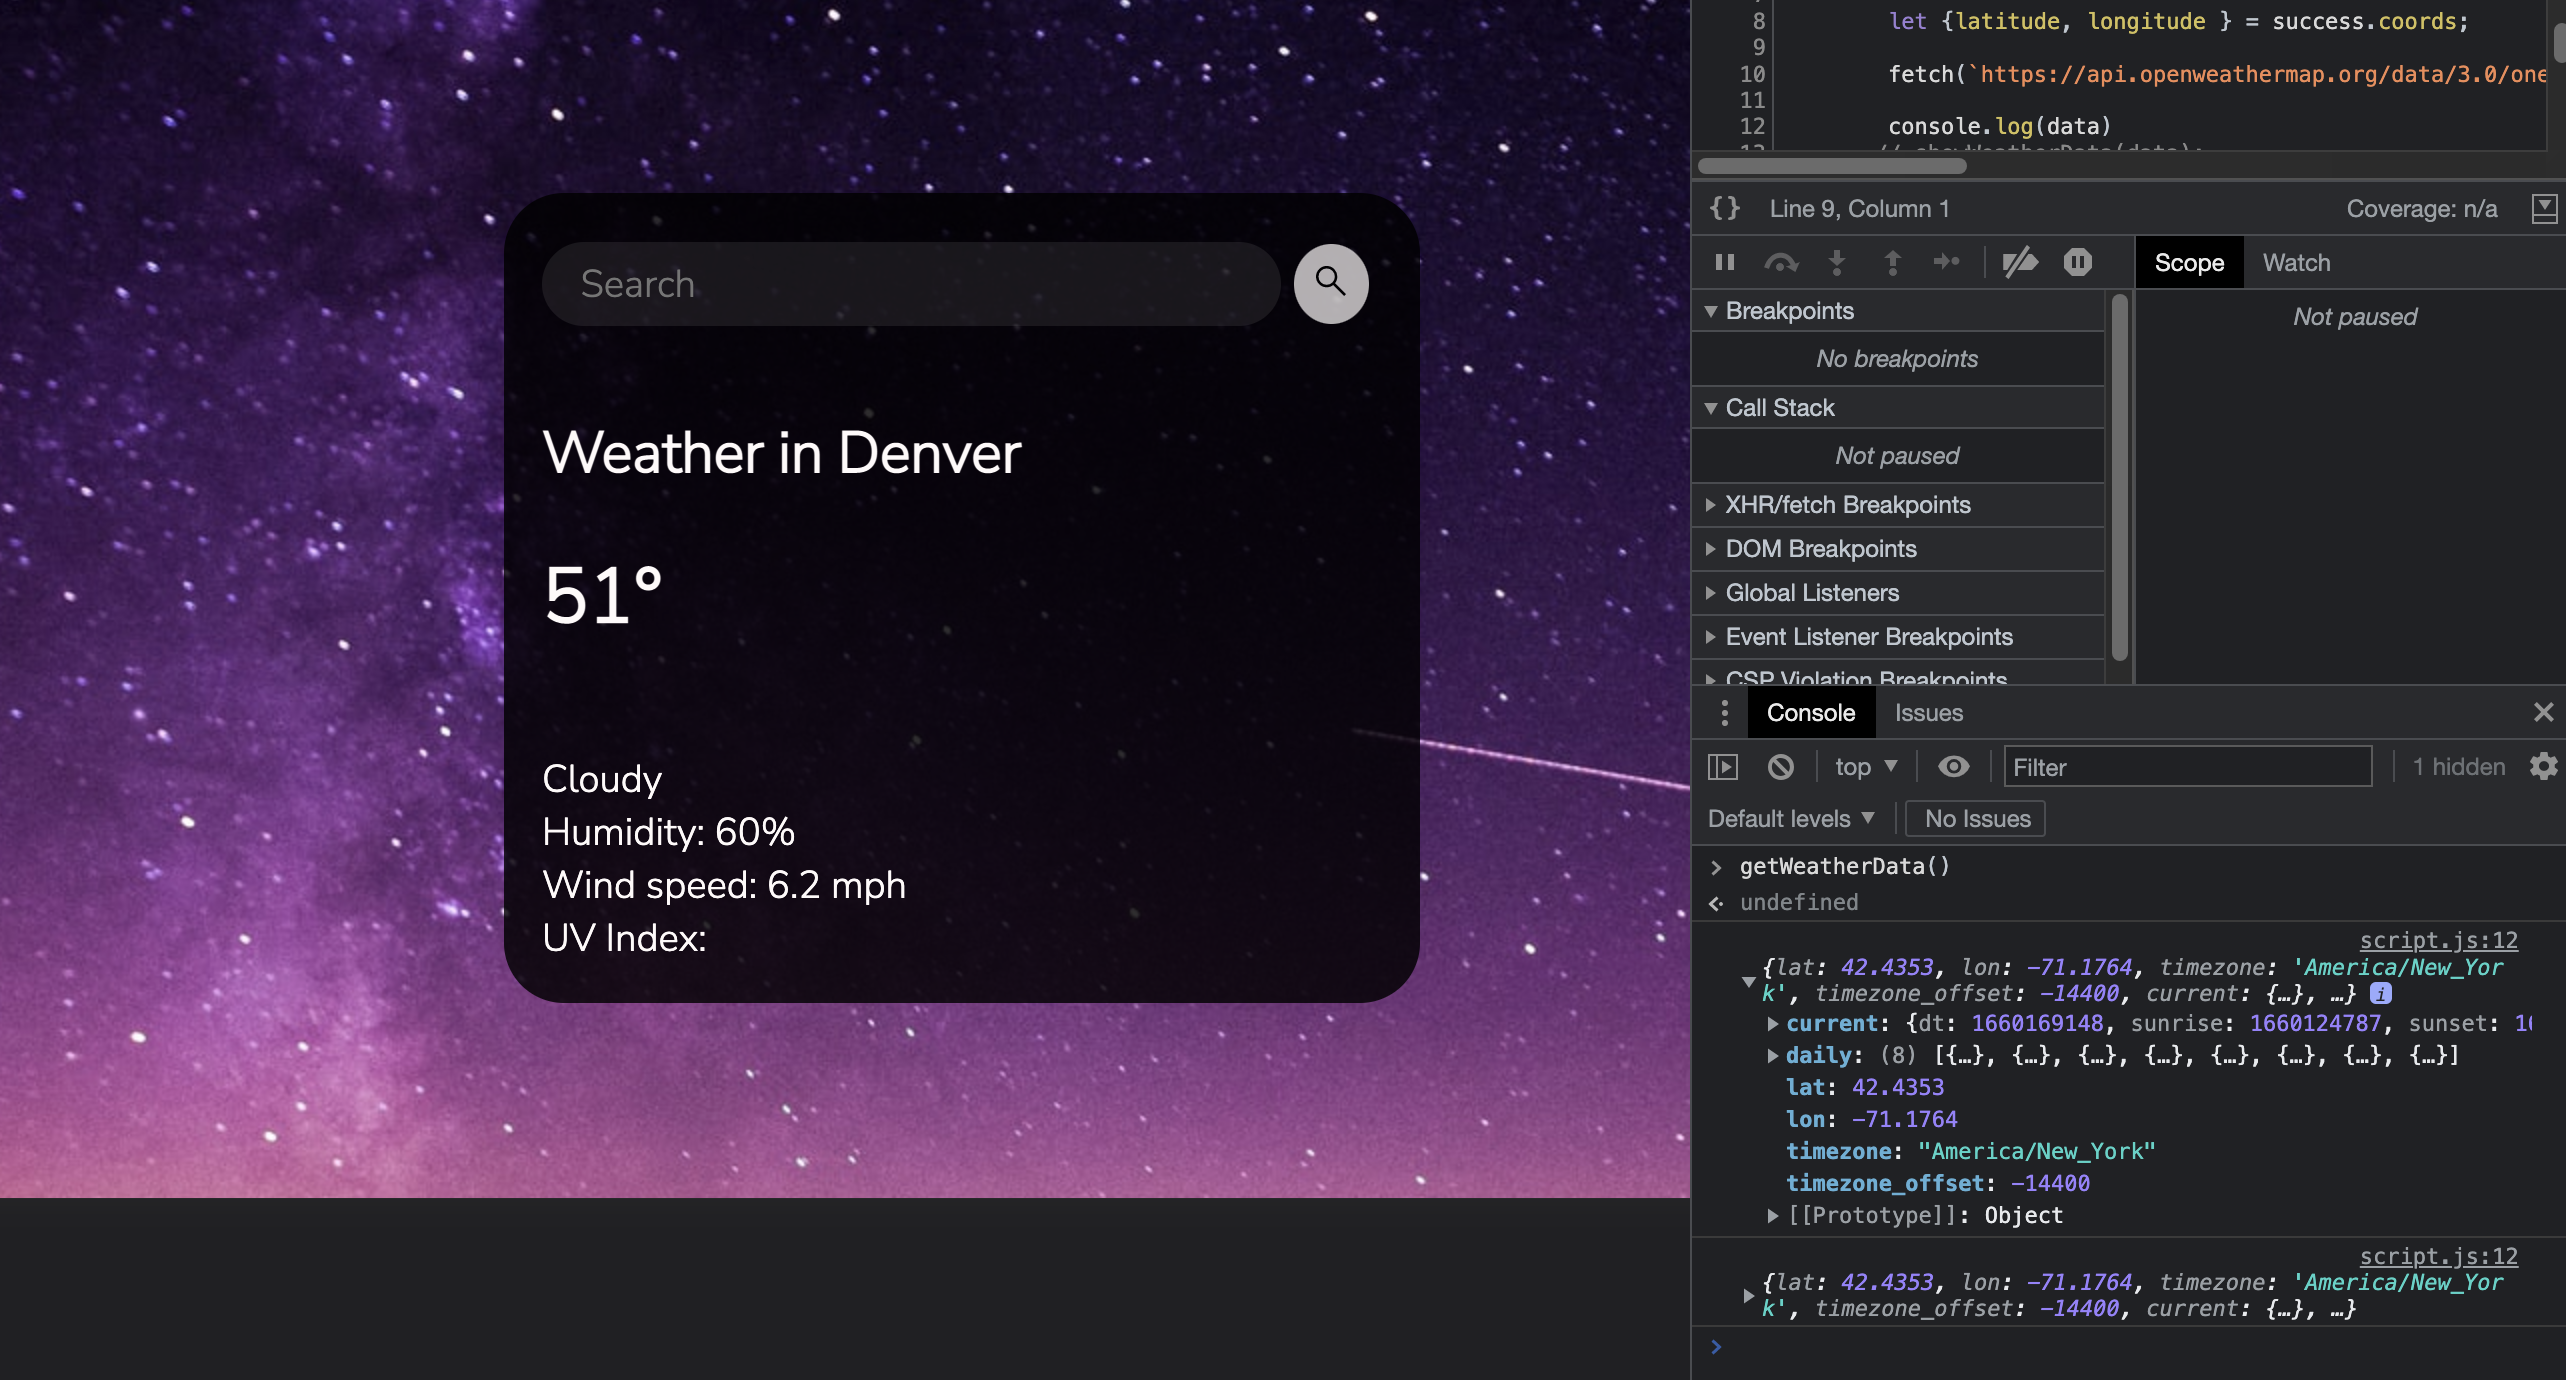 Search
Weather in Denver
51°
Cloudy
Humidity: 60%
Wind speed: 6.2 mph
UV Index:
8 let {latitude, longitude } = success.coords;
9
10 fetch(`https://api.openweathermap.org/data/3.0/one
11
12 console.log(data)
13 // showWeatherData(data);
{} Line 9, Column 1 Coverage: n/a
Scope Watch
Breakpoints
Not paused
No breakpoints
Call Stack
Not paused
XHR/fetch Breakpoints
DOM Breakpoints
Global Listeners
Event Listener Breakpoints
CSP Violation Breakpoints
Console Issues
top Filter 1 hidden
Default levels No Issues
> getWeatherData()
undefined
script.js:12
{lat: 42.4353, lon: -71.1764, timezone: 'America/New_Yor
k', timezone_offset: -14400, current: {…}, …} i
current: {dt: 1660169148, sunrise: 1660124787, sunset: 1
daily: (8) [{…}, {…}, {…}, {…}, {…}, {…}, {…}, {…}]
lat: 42.4353
lon: -71.1764
timezone: "America/New_York"
timezone_offset: -14400
[[Prototype]]: Object
script.js:12
{lat: 42.4353, lon: -71.1764, timezone: 'America/New_Yor
k', timezone_offset: -14400, current: {…}, …}
>